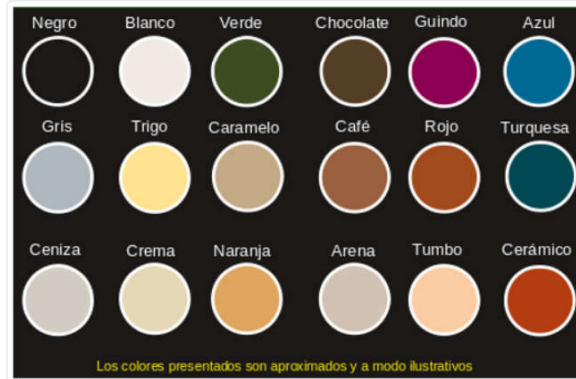 Negro Blanco Verde Chocolate Guindo Azul
Gris Trigo Caramelo Café Rojo Turquesa
Ceniza Crema Naranja Arena Tumbo Cerámico
Los colores presentados son aproximados y a modo ilustrativos